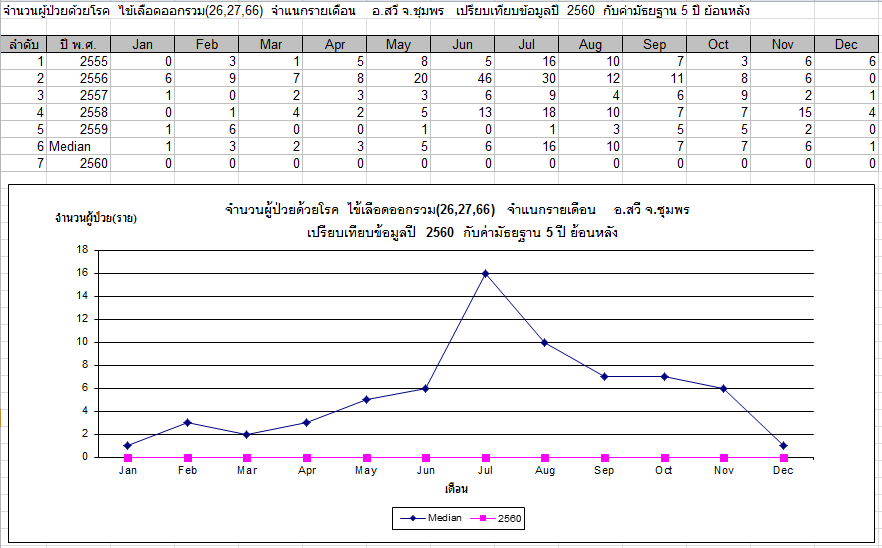 จำนวนผู้ป่วยด้วยโรค ไข้เลือดออกรวม(26,27,66) จำแนกรายเดือน อ.สวี จ.ชุมพร เปรียบเทียบข้อมูลปี 2560 กับค่ามัธยฐาน 5 ปี ย้อนหลัง
ลำดับ ปี พ.ศ. Jan Feb Mar Apr May Jun Jul Aug Sep Oct Nov Dec
1 2555 0 3 1 5 8 5 16 10 7 3 6 6
2 2556 6 9 7 8 20 46 30 12 11 8 6 0
3 2557 1 0 2 3 3 6 9 4 6 9 2 1
4 2558 0 1 4 2 5 13 18 10 7 7 15 4
5 2559 1 6 0 0 1 0 1 3 5 5 2 0
6 Median 1 3 2 3 5 6 16 10 7 7 6 1
7 2560 0 0 0 0 0 0 0 0 0 0 0 0
จำนวนผู้ป่วยด้วยโรค ไข้เลือดออกรวม(26,27,66) จำแนกรายเดือน อ.สวี จ.ชุมพร
เปรียบเทียบข้อมูลปี 2560 กับค่ามัธยฐาน 5 ปี ย้อนหลัง
จำนวนผู้ป่วย(ราย)
18
16
14
12
10
8
6
4
2
0
Jan Feb Mar Apr May Jun Jul Aug Sep Oct Nov Dec
เดือน
Median 2560